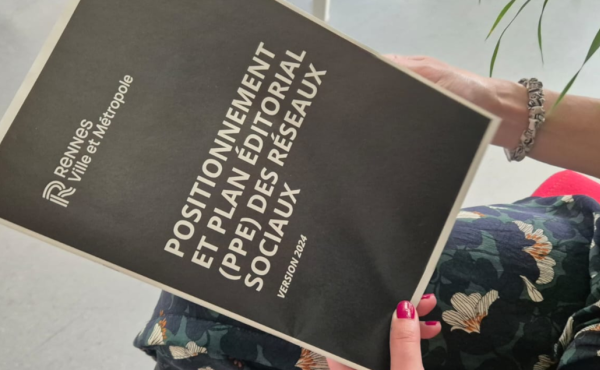 RENNES
Ville et Métropole
POSITIONNEMENT
ET PLAN ÉDITORIAL
(PPE) DES RÉSEAUX
SOCIAUX
VERSION 2024